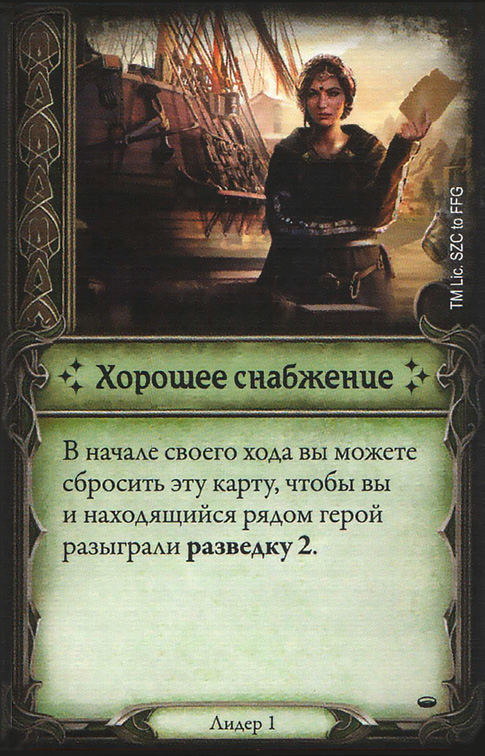 TM Lic. SZC to FFG
Хорошее снабжение
В начале своего хода вы можете
сбросить эту карту, чтобы вы
и находящийся рядом герой
разыграли разведку 2.
Лидер 1